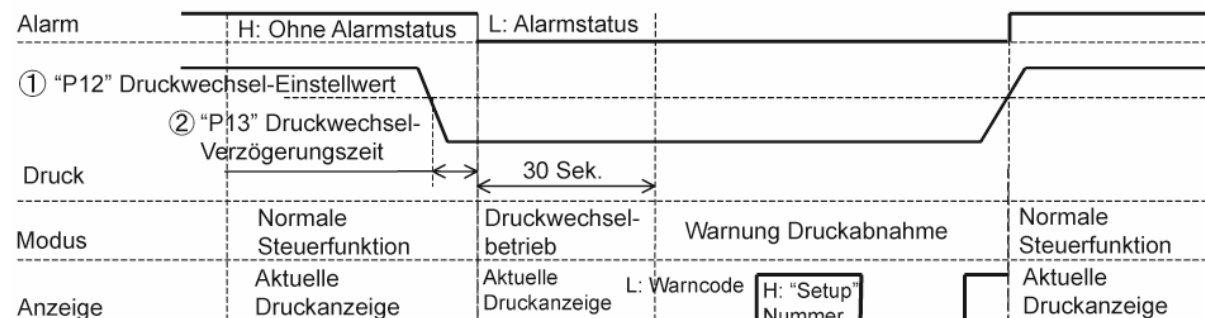 Alarm
H: Ohne Alarmstatus
L: Alarmstatus
① “P12” Druckwechsel-Einstellwert
② “P13” Druckwechsel-
Verzögerungszeit
Druck
30 Sek.
Modus
Normale
Steuerfunktion
Druckwechsel-
betrieb
Warnung Druckabnahme
Normale
Steuerfunktion
Anzeige
Aktuelle
Druckanzeige
Aktuelle
Druckanzeige
L: Warncode
H: “Setup”
Nummer
Aktuelle
Druckanzeige